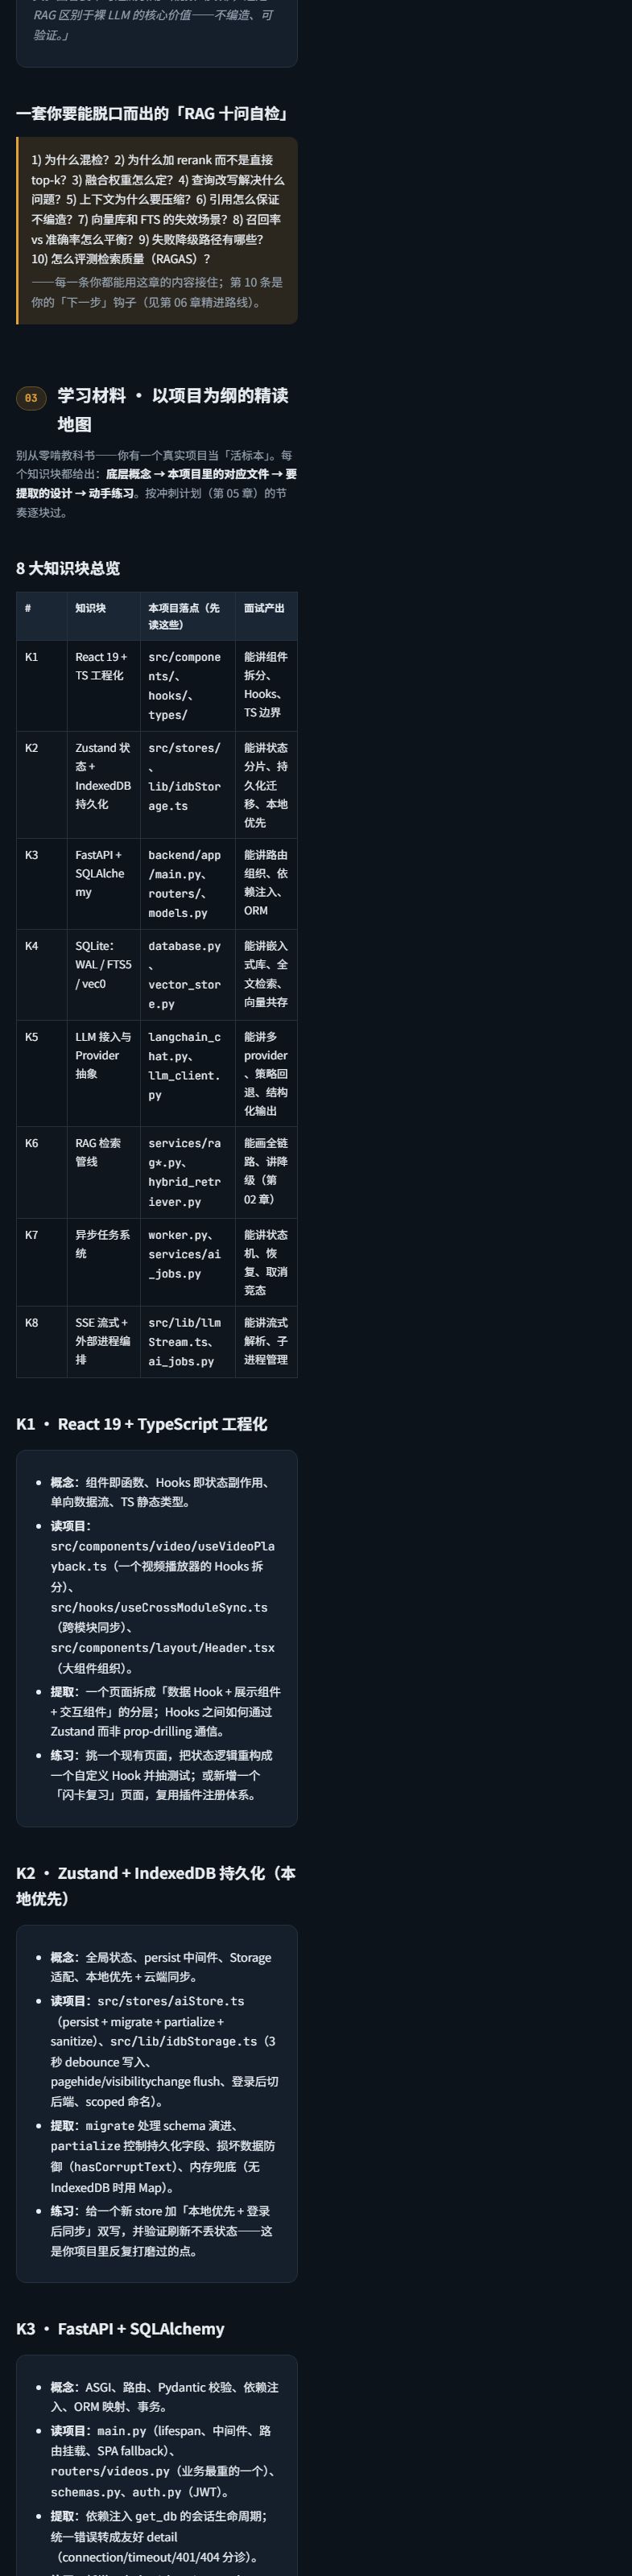 RAG 区别于裸 LLM 的核心价值——不编造、可
验证。」
一套你要能脱口而出的「RAG 十问自检」
1) 为什么混检？2) 为什么加 rerank 而不是直接
top-k？3) 融合权重怎么定？4) 查询改写解决什么
问题？5) 上下文为什么要压缩？6) 引用怎么保证
不编造？7) 向量库和 FTS 的失效场景？8) 召回率
vs 准确率怎么平衡？9) 失败降级路径有哪些？
10) 怎么评测检索质量（RAGAS）？
——每一条你都能用这章的内容接住；第 10 条是
你的「下一步」钩子（见第 06 章精进路线）。
03
学习材料 · 以项目为纲的精读
地图
别从零啃教科书——你有一个真实项目当「活标本」。每
个知识块都给出：底层概念 → 本项目里的对应文件 → 要
提取的设计 → 动手练习。按冲刺计划（第 05 章）的节
奏逐块过。
8 大知识块总览
# 知识块 本项目落点（先
读这些） 面试产出
K1
React 19 +
TS 工程化
src/compone
nts/、
hooks/、
types/
能讲组件
拆分、
Hooks、
TS 边界
K2
Zustand 状
态 +
IndexedDB
持久化
src/stores/
、
lib/idbStor
age.ts
能讲状态
分片、持
久化迁
移、本地
优先
K3
FastAPI +
SQLAlche
my
backend/app
/main.py、
routers/、
models.py
能讲路由
组织、依
赖注入、
ORM
K4
SQLite：
WAL / FTS5
/ vec0
database.py
、
vector_stor
e.py
能讲嵌入
式库、全
文检索、
向量共存
K5
LLM 接入与
Provider
抽象
langchain_c
hat.py、
llm_client.
py
能讲多
provider
、策略回
退、结构
化输出
K6
RAG 检索
管线
services/ra
g*.py、
hybrid_retr
iever.py
能画全链
路、讲降
级（第
02 章）
K7
异步任务系
统
worker.py、
services/ai
_jobs.py
能讲状态
机、恢
复、取消
竞态
K8
SSE 流式 +
外部进程编
排
src/lib/llm
Stream.ts、
ai_jobs.py
能讲流式
解析、子
进程管理
K1 · React 19 + TypeScript 工程化
• 概念：组件即函数、Hooks 即状态副作用、
单向数据流、TS 静态类型。
• 读项目：
src/components/video/useVideoPla
yback.ts（一个视频播放器的 Hooks 拆
分）、
src/hooks/useCrossModuleSync.ts
（跨模块同步）、
src/components/layout/Header.tsx
（大组件组织）。
• 提取：一个页面拆成「数据 Hook + 展示组件
+ 交互组件」的分层；Hooks 之间如何通过
Zustand 而非 prop-drilling 通信。
• 练习：挑一个现有页面，把状态逻辑重构成
一个自定义 Hook 并抽测试；或新增一个
「闪卡复习」页面，复用插件注册体系。
K2 · Zustand + IndexedDB 持久化（本
地优先）
• 概念：全局状态、persist 中间件、Storage
适配、本地优先 + 云端同步。
• 读项目：src/stores/aiStore.ts
（persist + migrate + partialize +
sanitize）、src/lib/idbStorage.ts（3
秒 debounce 写入、
pagehide/visibilitychange flush、登录后切
后端、scoped 命名）。
• 提取：migrate 处理 schema 演进、
partialize 控制持久化字段、损坏数据防
御（hasCorruptText）、内存兜底（无
IndexedDB 时用 Map）。
• 练习：给一个新 store 加「本地优先 + 登录
后同步」双写，并验证刷新不丢状态——这
是你项目里反复打磨过的点。
K3 · FastAPI + SQLAlchemy
• 概念：ASGI、路由、Pydantic 校验、依赖注
入、ORM 映射、事务。
• 读项目：main.py（lifespan、中间件、路
由挂载、SPA fallback）、
routers/videos.py（业务最重的一个）、
schemas.py、auth.py（JWT）。
• 提取：依赖注入 get_db 的会话生命周期；
统一错误转成友好 detail
（connection/timeout/401/404 分诊）。